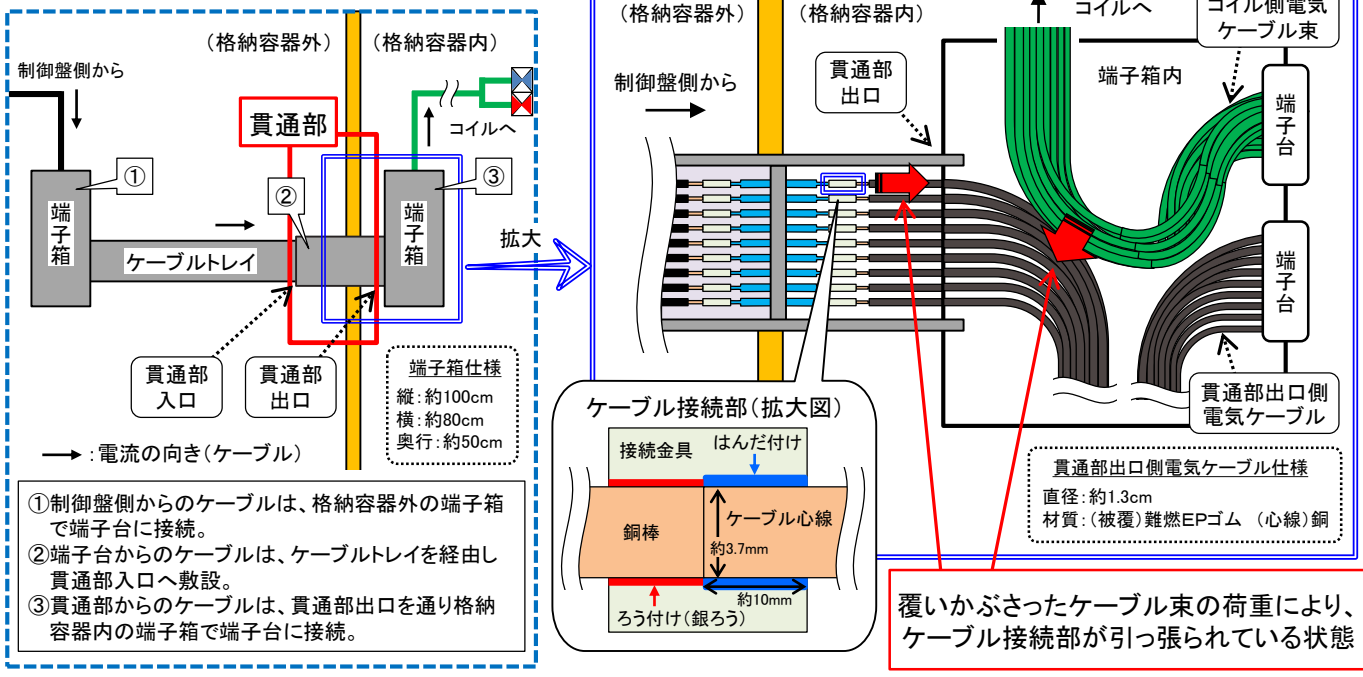 (格納容器外)
(格納容器内)
制御盤側から
貫通部
コイルへ
①
②
③
端子箱
端子箱
ケーブルトレイ
拡大
貫通部
入口
貫通部
出口
端子箱仕様
縦:約100cm
横:約80cm
奥行:約50cm
:電流の向き(ケーブル)
①制御盤側からのケーブルは、格納容器外の端子箱
で端子台に接続。
②端子台からのケーブルは、ケーブルトレイを経由し
貫通部入口へ敷設。
③貫通部からのケーブルは、貫通部出口を通り格納
容器内の端子箱で端子台に接続。
(格納容器外)
(格納容器内)
コイルへ
コイル側電気
ケーブル束
制御盤側から
貫通部
出口
端子箱内
端子台
端子台
貫通部出口側
電気ケーブル
ケーブル接続部(拡大図)
接続金具
はんだ付け
銅棒
ケーブル心線
約3.7mm
約10mm
ろう付け(銀ろう)
貫通部出口側電気ケーブル仕様
直径:約1.3cm
材質:(被覆)難燃EPゴム (心線)銅
覆いかぶさったケーブル束の荷重により、
ケーブル接続部が引っ張られている状態